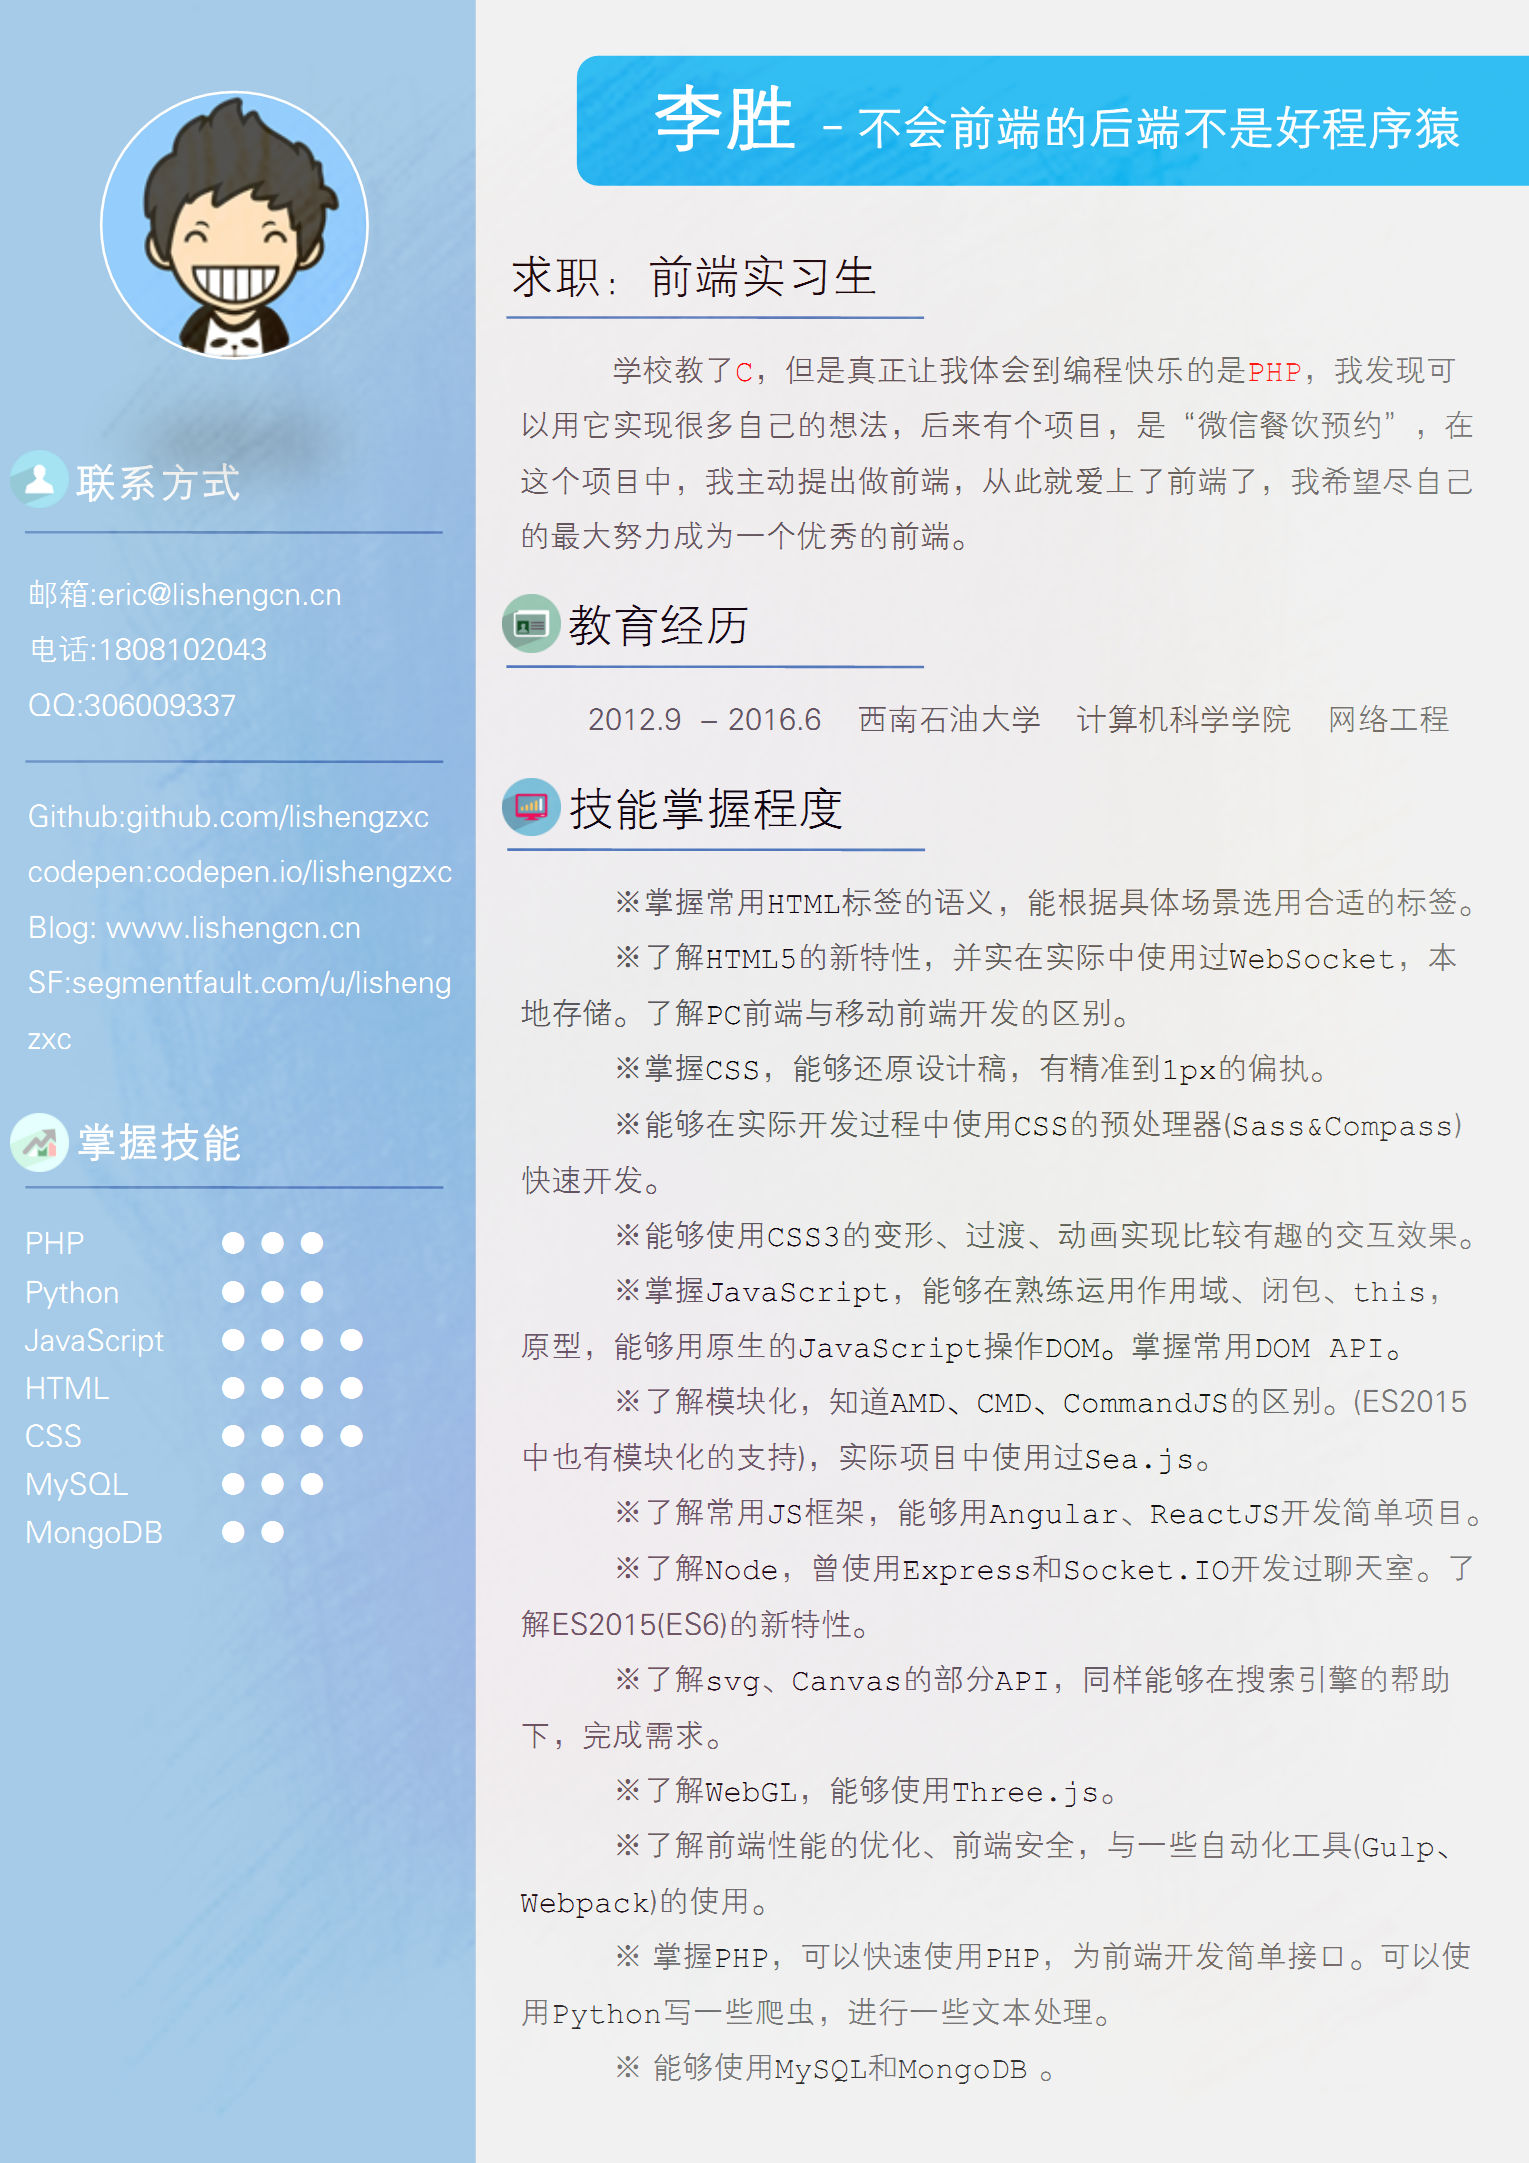 李胜 - 不会前端的后端不是好程序猿
联系方式
邮箱:eric@lishengcn.cn
电话:1808102043
QQ:306009337
Github:github.com/lishengzxc
codepen:codepen.io/lishengzxc
Blog: www.lishengcn.cn
SF:segmentfault.com/u/lisheng
zxc
掌握技能
PHP
Python
JavaScript
HTML
CSS
MySQL
MongoDB
求职：前端实习生
学校教了C，但是真正让我体会到编程快乐的是PHP，我发现可
以用它实现很多自己的想法，后来有个项目，是“微信餐饮预约”，在
这个项目中，我主动提出做前端，从此就爱上了前端了，我希望尽自己
的最大努力成为一个优秀的前端。
教育经历
2012.9 – 2016.6 西南石油大学 计算机科学学院 网络工程
技能掌握程度
※掌握常用HTML标签的语义，能根据具体场景选用合适的标签。
※了解HTML5的新特性，并实在实际中使用过WebSocket，本
地存储。了解PC前端与移动前端开发的区别。
※掌握CSS，能够还原设计稿，有精准到1px的偏执。
※能够在实际开发过程中使用CSS的预处理器(Sass&Compass)
快速开发。
※能够使用CSS3的变形、过渡、动画实现比较有趣的交互效果。
※掌握JavaScript，能够在熟练运用作用域、闭包、this，
原型，能够用原生的JavaScript操作DOM。掌握常用DOM API。
※了解模块化，知道AMD、CMD、CommandJS的区别。(ES2015
中也有模块化的支持)，实际项目中使用过Sea.js。
※了解常用JS框架，能够用Angular、ReactJS开发简单项目。
※了解Node，曾使用Express和Socket.IO开发过聊天室。了
解ES2015(ES6)的新特性。
※了解svg、Canvas的部分API，同样能够在搜索引擎的帮助
下，完成需求。
※了解WebGL，能够使用Three.js。
※了解前端性能的优化、前端安全，与一些自动化工具(Gulp、
Webpack)的使用。
※ 掌握PHP，可以快速使用PHP，为前端开发简单接口。可以使
用Python写一些爬虫，进行一些文本处理。
※ 能够使用MySQL和MongoDB 。